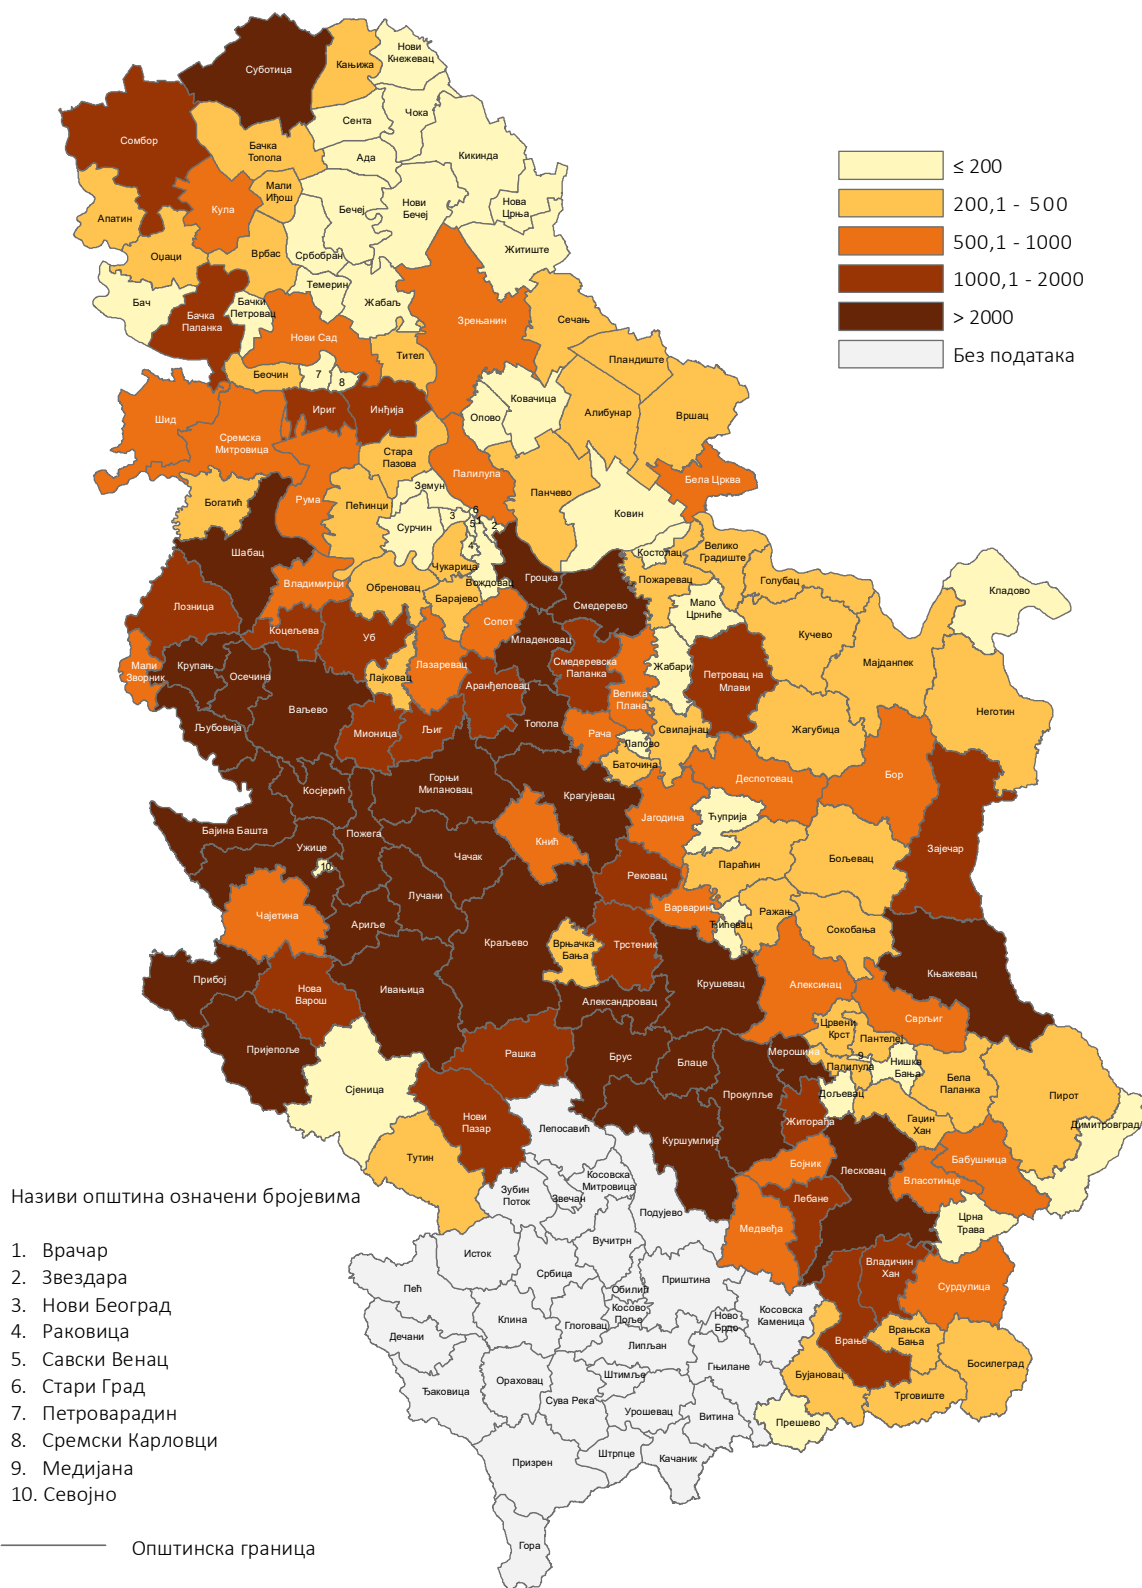 Нови
Кнежевац
Кањижа
Суботица
Чока
Сента
Сомбор
Бачка
Топола
Ада
Кикинда
Мали
Иђош
Нова
Црња
Нови
Бечеј
Бечеј
Кула
Апатин
Врбас
Србобран
Житиште
Оџаци
Темерин
Жабаљ
Бач
Бачки
Петровац
Бачка
Паланка
Зрењанин
Сечањ
Нови Сад
Тител
Пландиште
Беочин
7
8
Ковачица
Ириг
Инђија
Опово
Алибунар
Вршац
Шид
Сремска
Митровица
Стара
Пазова
Палилула
Бела Црква
Земун
Панчево
Богатић
Рума
Пећинци
Ковин
6
3
1
5
2
Сурчин
4
Шабац
Костолац
Велико
Градиште
Чукарица
Гроцка
Вождовац
Пожаревац
Голубац
Владимирци
Обреновац
Барајево
Кладово
Смедерево
Мало
Црниће
Лозница
Сопот
Коцељева
Уб
Младеновац
Кучево
Мали
Зворник
Крупањ
Лазаревац
Смедеревска
Паланка
Жабари
Мајданпек
Осечина
Лајковац
Петровац на
Млави
Аранђеловац
Велика
Плана
Ваљево
Неготин
Љубовија
Мионица
Љиг
Топола
Рача
Свилајнац
Жагубица
Лапово
Баточина
Деспотовац
Бор
Горњи
Милановац
Косјерић
Крагујевац
Јагодина
Ћуприја
Бајина Башта
Пожега
Кнић
Ужице
Зајечар
Чачак
Параћин
Бољевац
10
Рековац
Лучани
Чајетина
Варварин
Ражањ
Ариље
Ћићевац
Сокобања
Краљево
Врњачка
Бања
Трстеник
Прибој
Ивањица
Крушевац
Алексинац
Књажевац
Нова
Варош
Александровац
Сврљиг
Црвени
Крст
Пантелеј
Пријепоље
Рашка
Брус
Блаце
Мерошина
9
Нишка
Бања
Палилула
Сјеница
Бела
Паланка
Прокупље
Дољевац
Пирот
Нови
Пазар
Житорађа
Гаџин
Хан
Димитровград
Лепосавић
Куршумлија
Тутин
Бојник
Лесковац
Бабушница
Косовска
Митровица
Власотинце
Зубин
Поток
Звечан
Лебане
Подујево
Медвеђа
Црна
Трава
Вучитрн
Исток
Владичин
Хан
Србица
Приштина
Пећ
Обилић
Сурдулица
Косово
Поље
Ново
Брдо
Косовска
Каменица
Клина
Глоговац
Дечани
Липљан
Врање
Врањска
Бања
Гњилане
Босилеград
Штимље
Бујановац
Ђаковица
Ораховац
Сува Река
Трговиште
Урошевац
Витина
Прешево
Штрпце
Призрен
Качаник
Гора
≤ 200
200,1 - 500
500,1 - 1000
1000,1 - 2000
> 2000
Без података
Називи општина означени бројевима
1. Врачар
2. Звездара
3. Нови Београд
4. Раковица
5. Савски Венац
6. Стари Град
7. Петроварадин
8. Сремски Карловци
9. Медијана
10. Севојно
Општинска граница